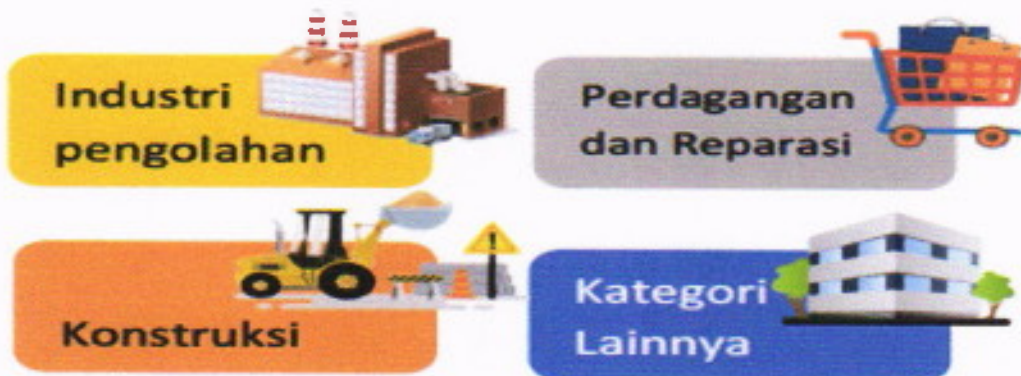 Industri
pengolahan
Perdagangan
dan Reparasi
Konstruksi
Kategori
Lainnya